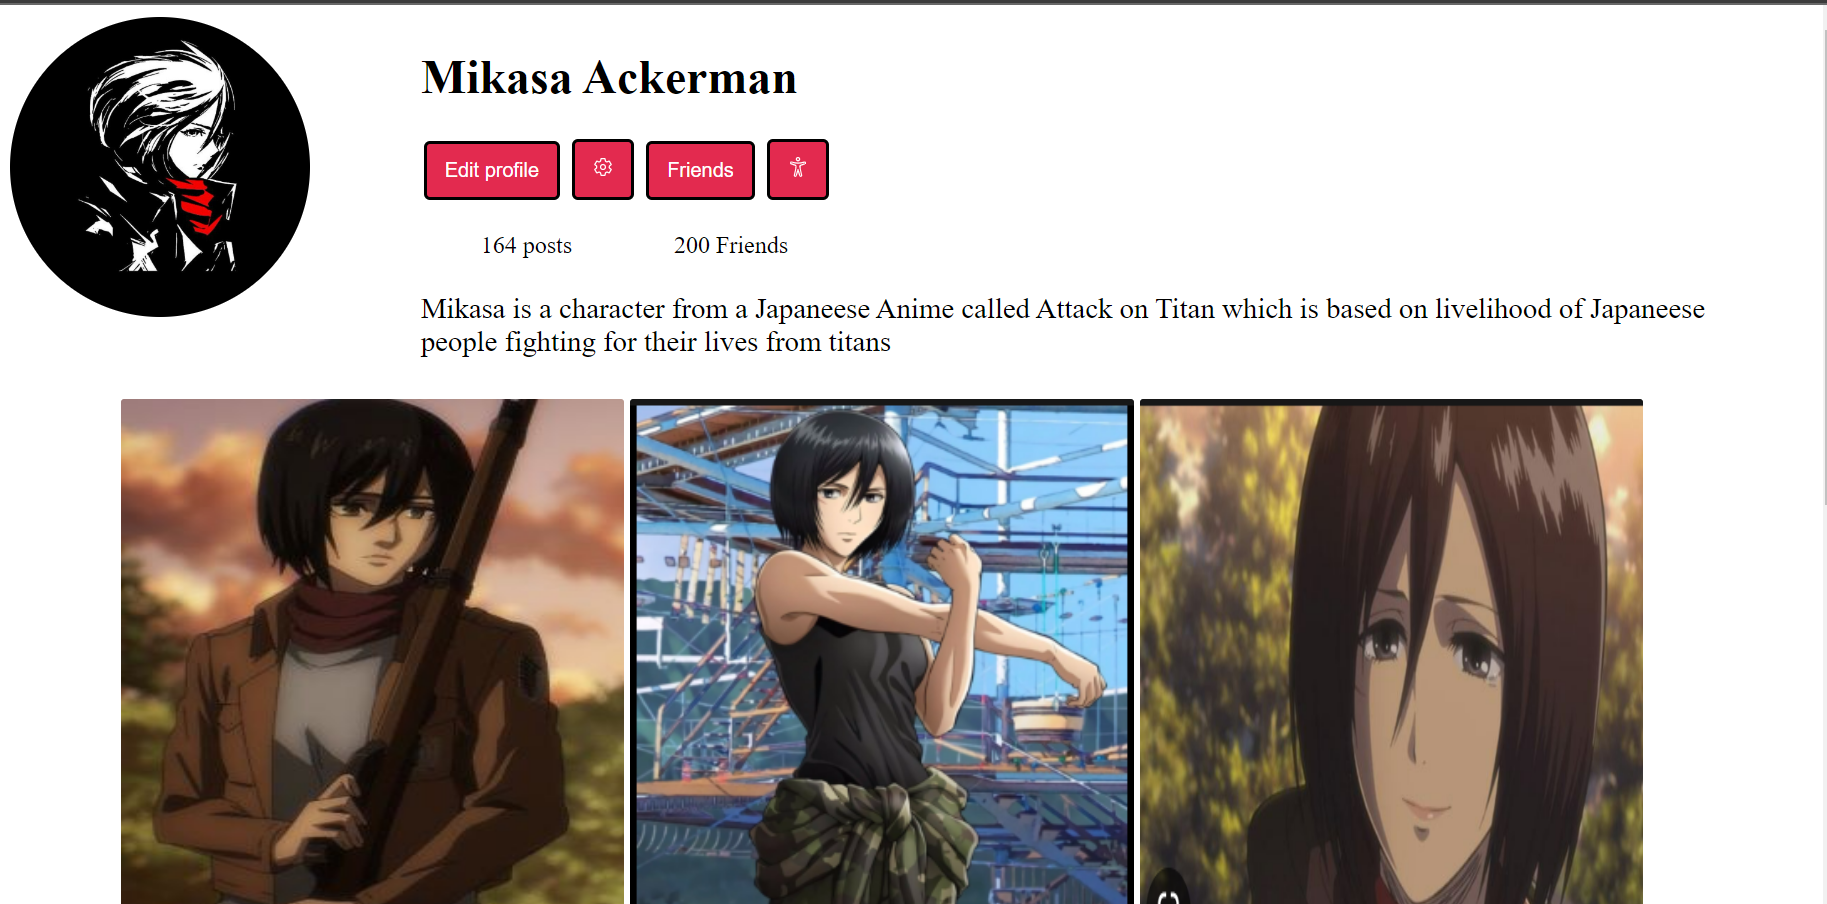 Mikasa Ackerman
Edit profile
Friends
164 posts
200 Friends
Mikasa is a character from a Japaneese Anime called Attack on Titan which is based on livelihood of Japaneese
people fighting for their lives from titans